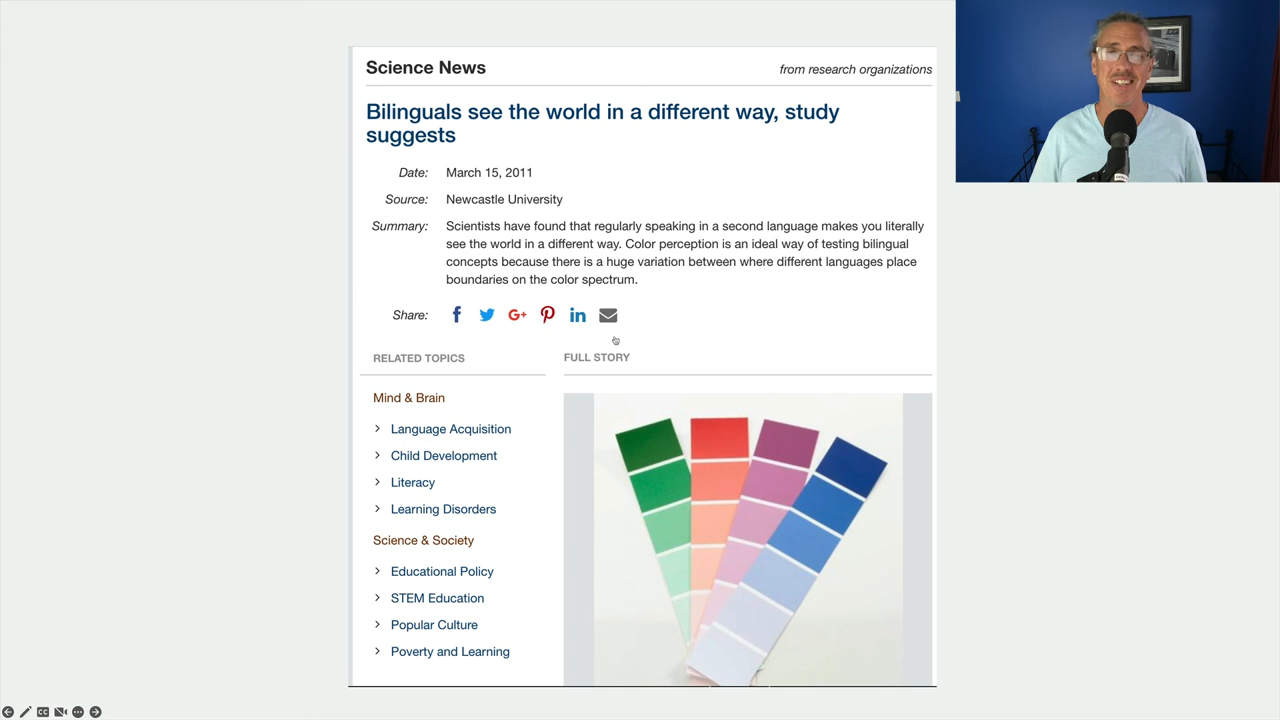 Science News
from research organizations
Bilinguals see the world in a different way, study
suggests
Date: March 15, 2011
Source: Newcastle University
Summary: Scientists have found that regularly speaking in a second language makes you literally
see the world in a different way. Color perception is an ideal way of testing bilingual
concepts because there is a huge variation between where different languages place
boundaries on the color spectrum.
Share: f G+ in
RELATED TOPICS
Mind & Brain
Language Acquisition
Child Development
Literacy
Learning Disorders
Science & Society
Educational Policy
STEM Education
Popular Culture
Poverty and Learning
FULL STORY
CC